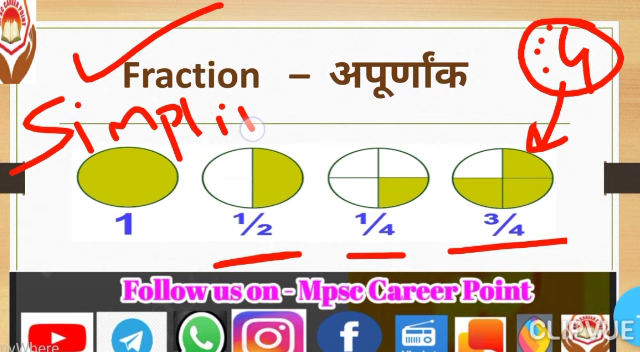 Fraction – अपूर्णांक
Simpli
1 1/2 1/4 3/4
Follow us on - Mpsc Career Point
CLIPVUE